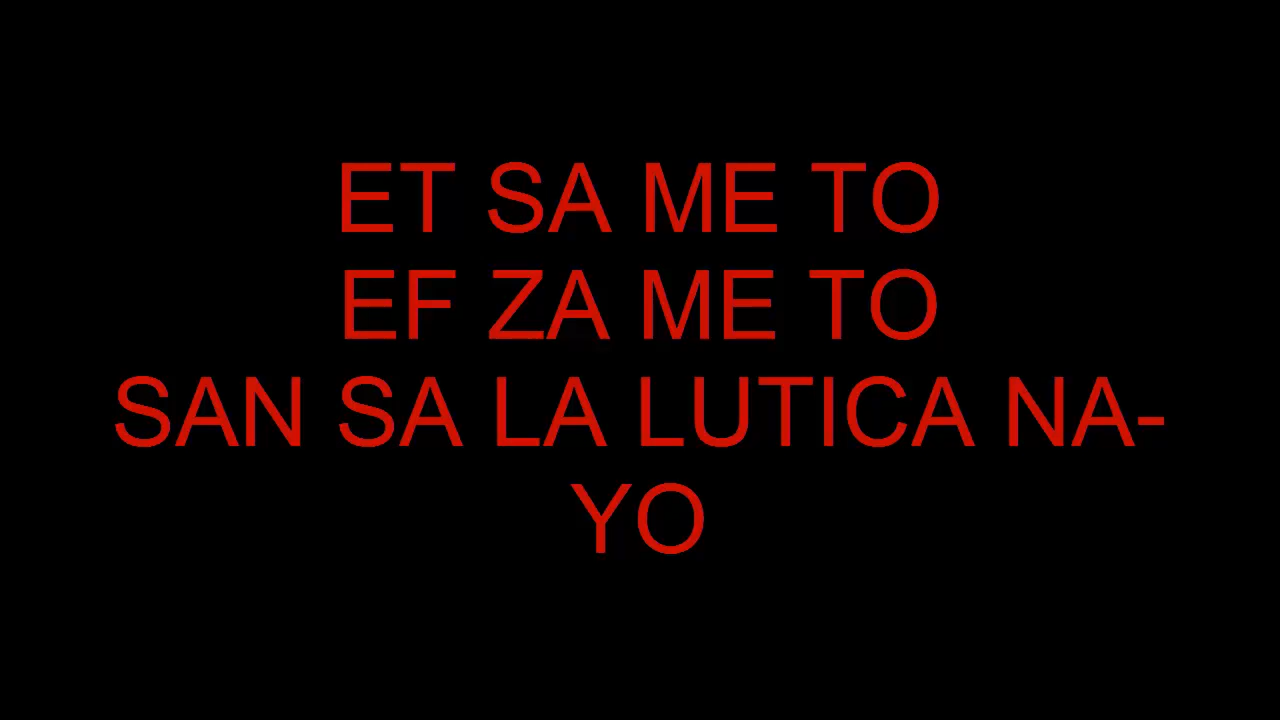 ET SA ME TO
EF ZA ME TO
SAN SA LA LUTICA NA-
YO